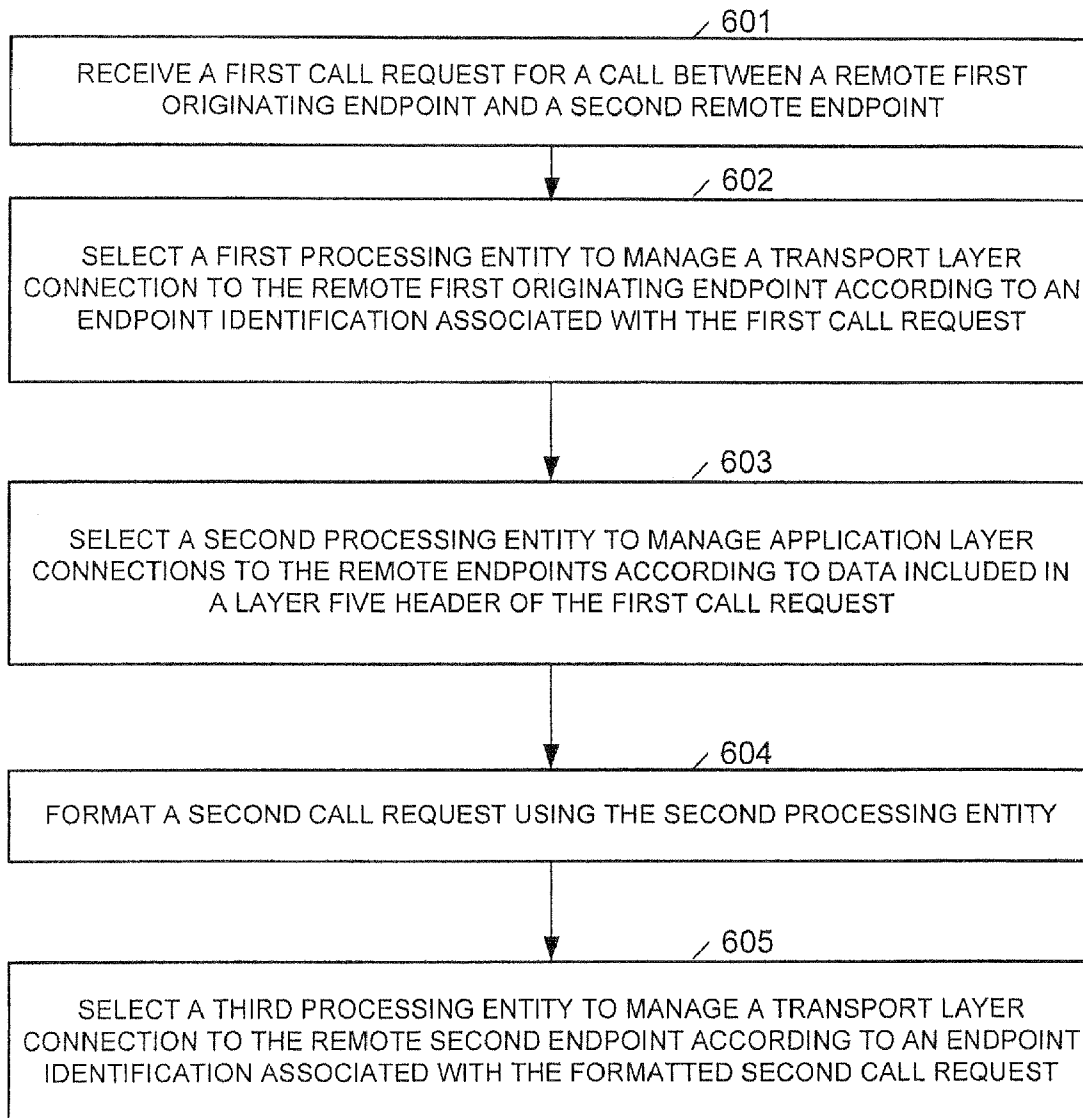 601
RECEIVE A FIRST CALL REQUEST FOR A CALL BETWEEN A REMOTE FIRST
ORIGINATING ENDPOINT AND A SECOND REMOTE ENDPOINT
602
SELECT A FIRST PROCESSING ENTITY TO MANAGE A TRANSPORT LAYER
CONNECTION TO THE REMOTE FIRST ORIGINATING ENDPOINT ACCORDING TO AN
ENDPOINT IDENTIFICATION ASSOCIATED WITH THE FIRST CALL REQUEST
603
SELECT A SECOND PROCESSING ENTITY TO MANAGE APPLICATION LAYER
CONNECTIONS TO THE REMOTE ENDPOINTS ACCORDING TO DATA INCLUDED IN
A LAYER FIVE HEADER OF THE FIRST CALL REQUEST
604
FORMAT A SECOND CALL REQUEST USING THE SECOND PROCESSING ENTITY
605
SELECT A THIRD PROCESSING ENTITY TO MANAGE A TRANSPORT LAYER
CONNECTION TO THE REMOTE SECOND ENDPOINT ACCORDING TO AN ENDPOINT
IDENTIFICATION ASSOCIATED WITH THE FORMATTED SECOND CALL REQUEST